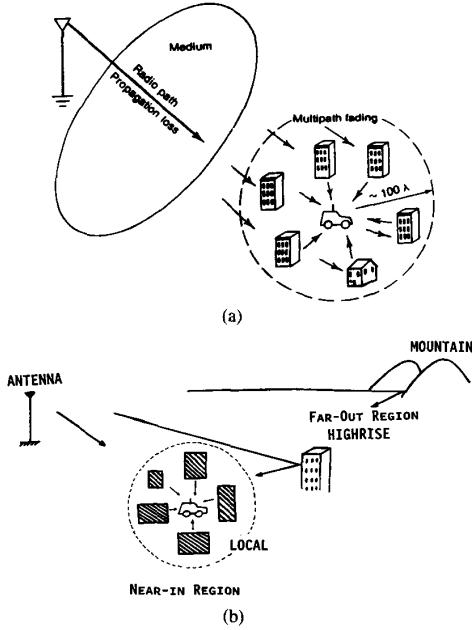 Medium
Radio path
Propagation loss
Multipath fading
~ 100 λ
(a)
MOUNTAIN
ANTENNA
FAR-OUT REGION
HIGHRISE
LOCAL
NEAR-IN REGION
(b)